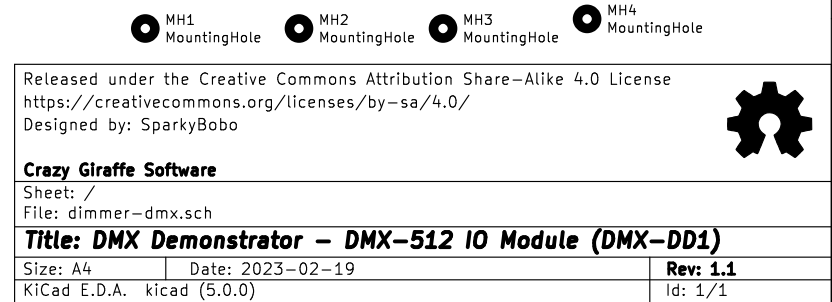 MH1
MountingHole
MH2
MountingHole
MH3
MountingHole
MH4
MountingHole
Released under the Creative Commons Attribution Share-Alike 4.0 License
https://creativecommons.org/licenses/by-sa/4.0/
Designed by: SparkyBobo
Crazy Giraffe Software
Sheet: /
File: dimmer-dmx.sch
Title: DMX Demonstrator - DMX-512 IO Module (DMX-DD1)
Size: A4 Date: 2023-02-19 Rev: 1.1
KiCad E.D.A. kicad (5.0.0) Id: 1/1